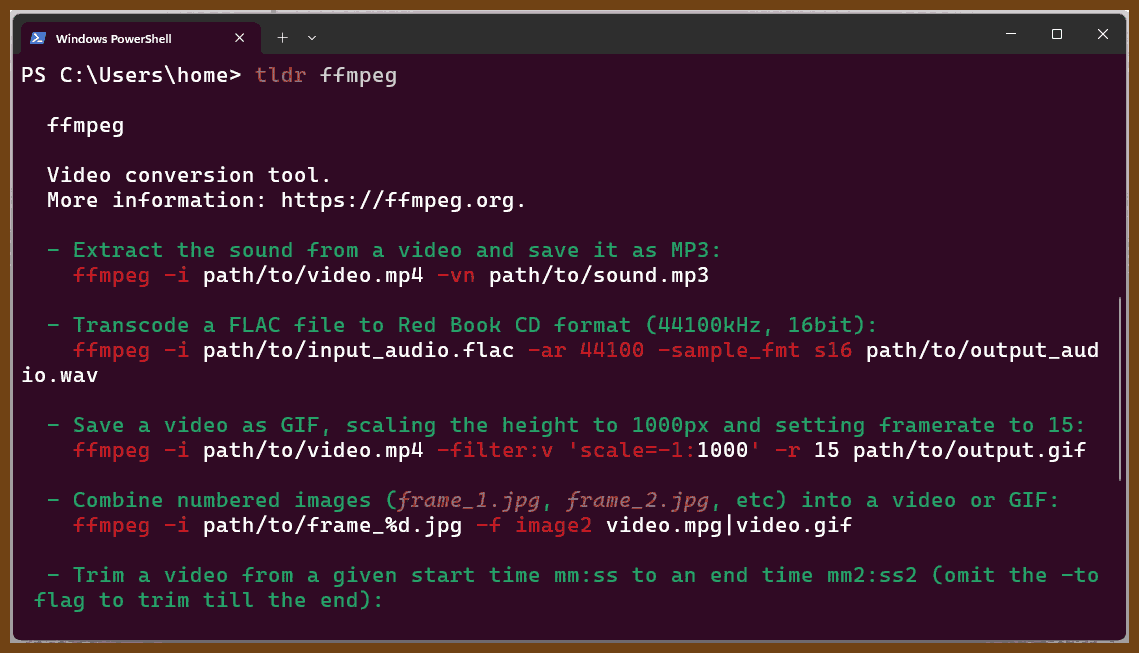 Windows PowerShell
PS C:\Users\home> tldr ffmpeg
ffmpeg
Video conversion tool.
More information: https://ffmpeg.org.
- Extract the sound from a video and save it as MP3:
ffmpeg -i path/to/video.mp4 -vn path/to/sound.mp3
- Transcode a FLAC file to Red Book CD format (44100kHz, 16bit):
ffmpeg -i path/to/input_audio.flac -ar 44100 -sample_fmt s16 path/to/output_aud
io.wav
- Save a video as GIF, scaling the height to 1000px and setting framerate to 15:
ffmpeg -i path/to/video.mp4 -filter:v 'scale=-1:1000' -r 15 path/to/output.gif
- Combine numbered images (frame_1.jpg, frame_2.jpg, etc) into a video or GIF:
ffmpeg -i path/to/frame_%d.jpg -f image2 video.mpg|video.gif
- Trim a video from a given start time mm:ss to an end time mm2:ss2 (omit the -to
flag to trim till the end):